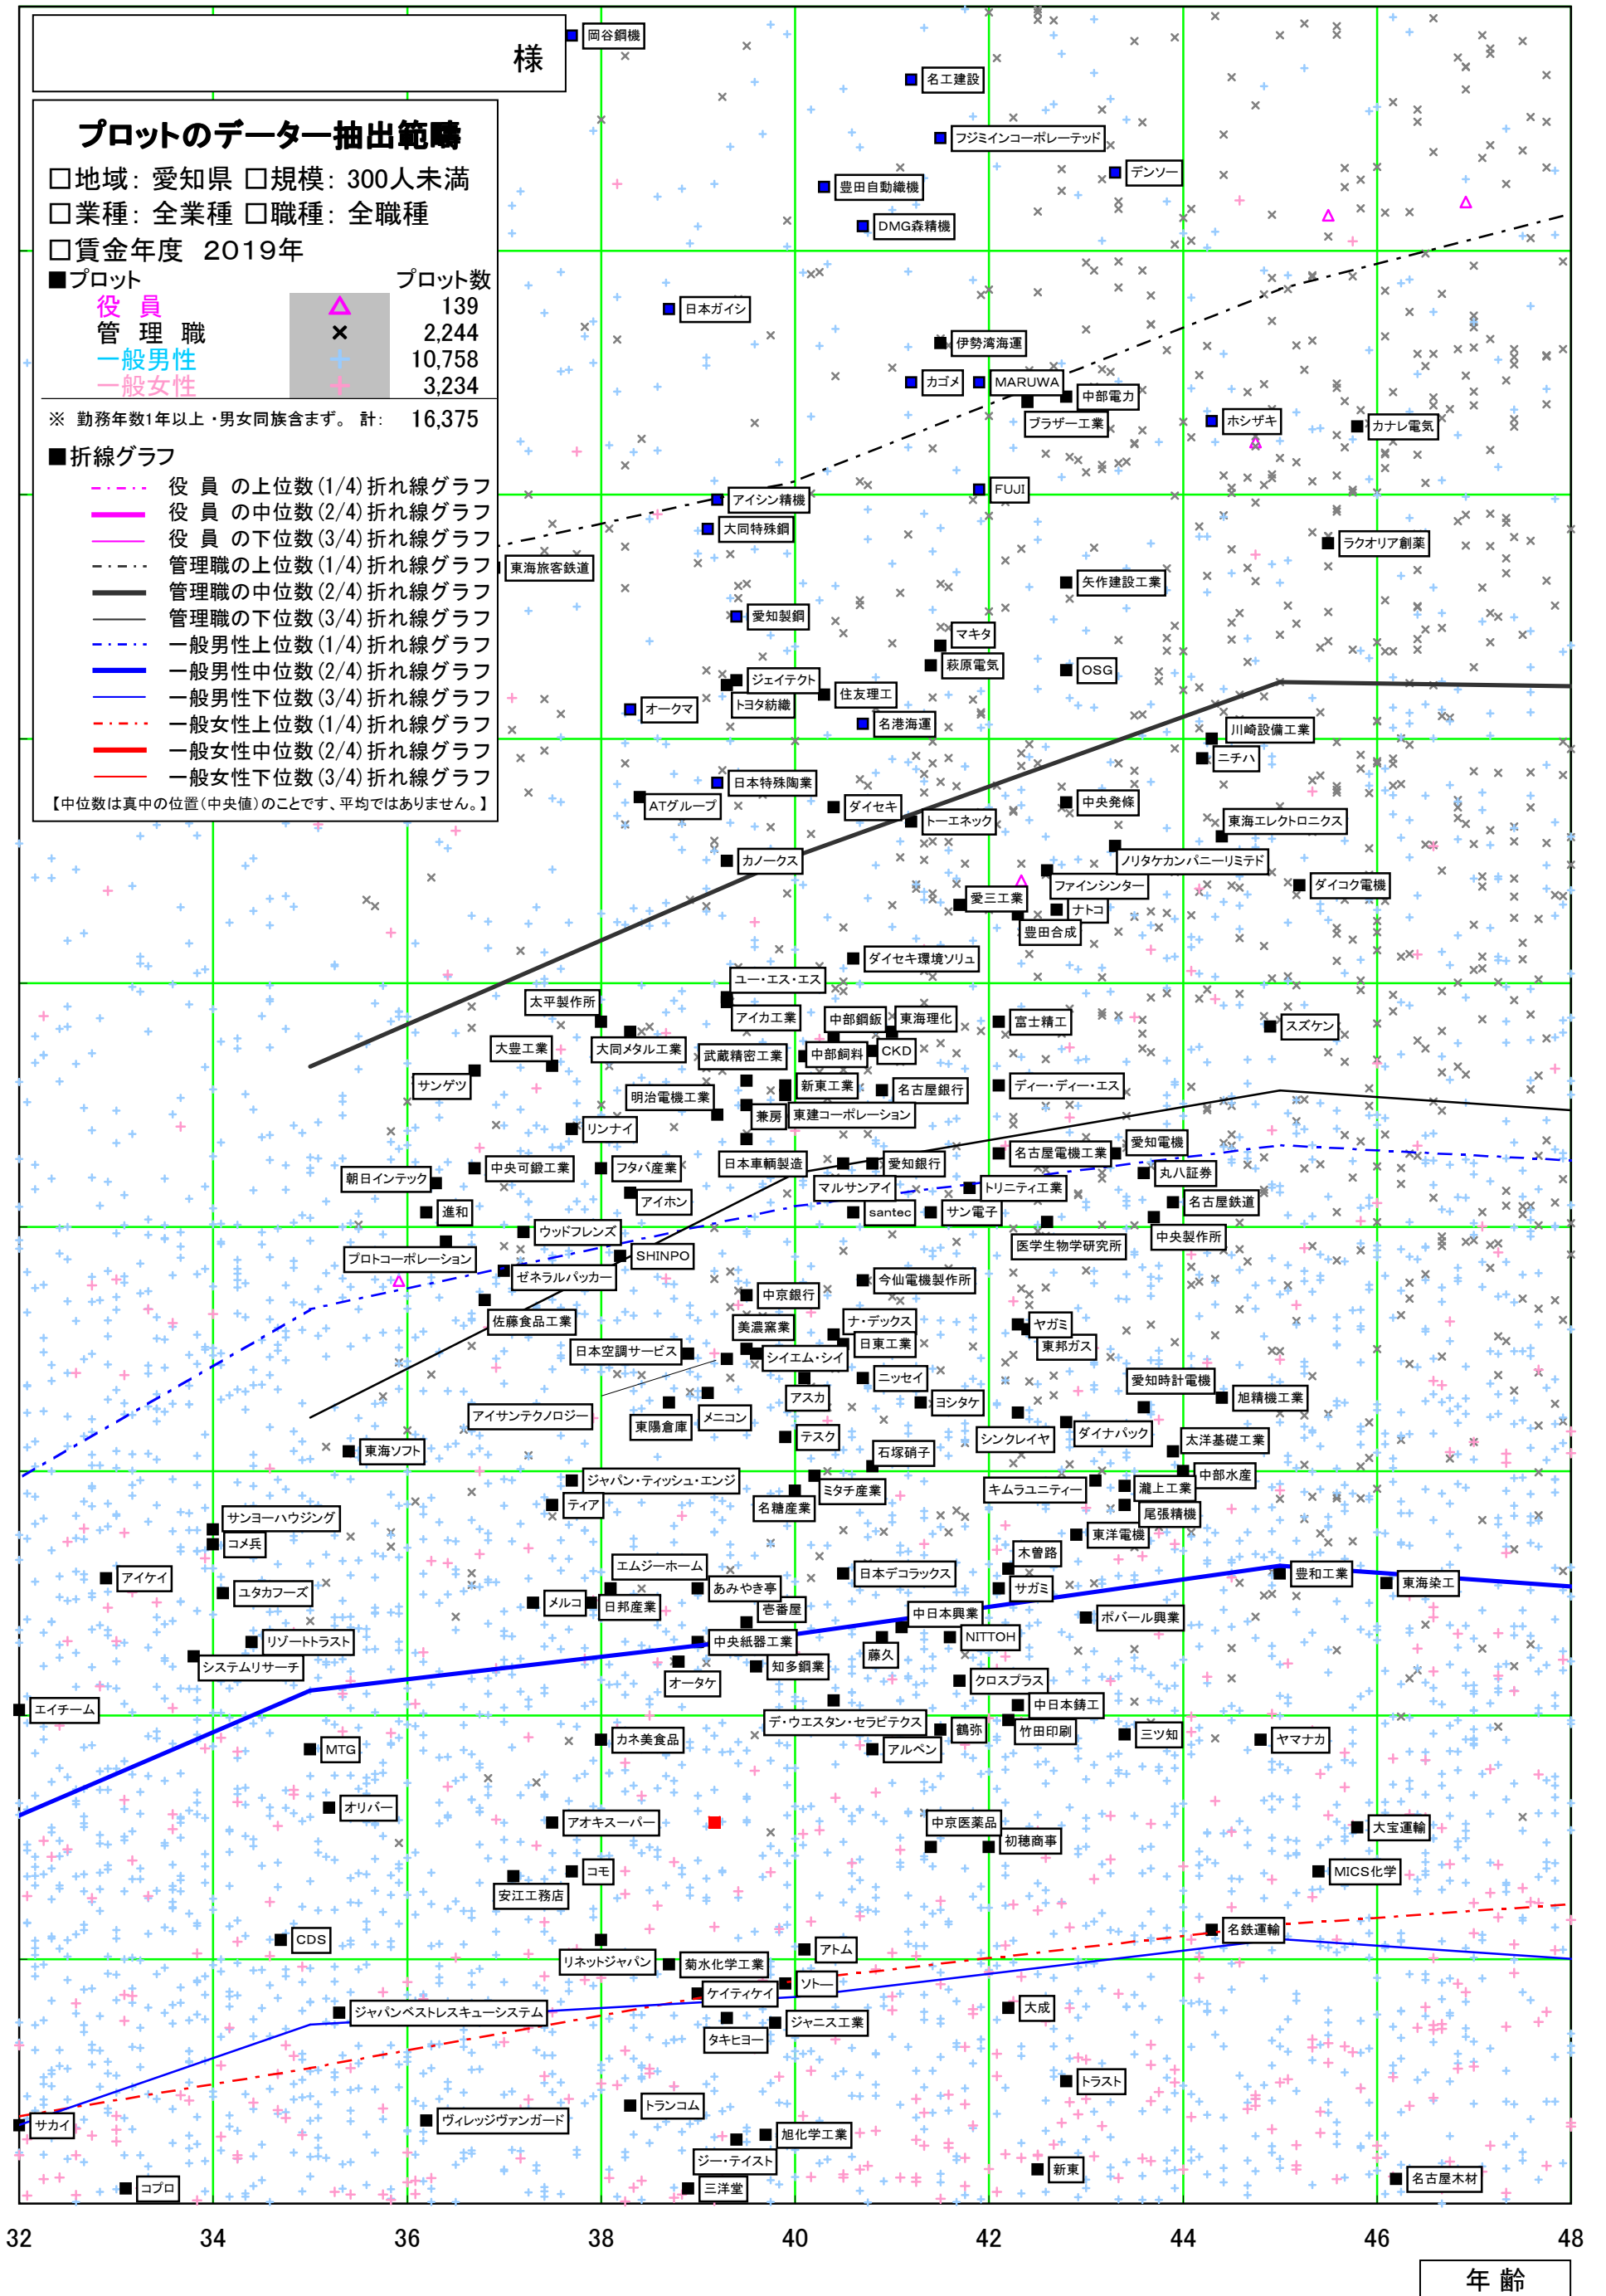 様
プロットのデーター抽出範疇
□地域：愛知県 □規模：300人未満
□業種：全業種 □職種：全職種
□賃金年度 2019年
■プロット プロット数
役員 △ 139
管理職 × 2,244
一般男性 + 10,758
一般女性 + 3,234
※ 勤務年数1年以上・男女同族含まず。 計： 16,375
■折線グラフ
役 員 の上位数(1/4)折れ線グラフ
役 員 の中位数(2/4)折れ線グラフ
役 員 の下位数(3/4)折れ線グラフ
管理職の上位数(1/4)折れ線グラフ
管理職の中位数(2/4)折れ線グラフ
管理職の下位数(3/4)折れ線グラフ
一般男性上位数(1/4)折れ線グラフ
一般男性中位数(2/4)折れ線グラフ
一般男性下位数(3/4)折れ線グラフ
一般女性上位数(1/4)折れ線グラフ
一般女性中位数(2/4)折れ線グラフ
一般女性下位数(3/4)折れ線グラフ
【中位数は真中の位置(中央値)のことです、平均ではありません。】
岡谷鋼機
名工建設
フジミインコーポレーテッド
デンソー
豊田自動織機
DMG森精機
日本ガイシ
伊勢湾海運
カゴメ
MARUWA
中部電力
ブラザー工業
ホシザキ
カナレ電気
アイシン精機
FUJI
大同特殊鋼
ラクオリア創薬
東海旅客鉄道
矢作建設工業
愛知製鋼
マキタ
萩原電気
OSG
ジェイテクト
トヨタ紡織
住友理工
オークマ
名港海運
川崎設備工業
ニチハ
日本特殊陶業
ATグループ
ダイセキ
中央発條
トーエネック
東海エレクトロニクス
カノークス
ノリタケカンパニーリミテド
ファインシンター
ダイコク電機
愛三工業
ナトコ
豊田合成
ダイセキ環境ソリュ
ユー・エス・エス
太平製作所
アイカ工業
中部鋼鈑
東海理化
富士精工
スズケン
大豊工業
大同メタル工業
武蔵精密工業
中部飼料
CKD
サンゲツ
新東工業
名古屋銀行
ディー・ディー・エス
明治電機工業
兼房
東建コーポレーション
リンナイ
愛知電機
名古屋電機工業
日本車輌製造
愛知銀行
中央可鍛工業
フタバ産業
朝日インテック
丸八証券
マルサンアイ
トリニティ工業
アイホン
名古屋鉄道
進和
santec
サン電子
中央製作所
ウッドフレンズ
医学生物学研究所
プロトコーポレーション
SHINPO
ゼネラルパッカー
今仙電機製作所
中京銀行
佐藤食品工業
美濃窯業
ナ・デックス
ヤガミ
日東工業
東邦ガス
日本空調サービス
シイエム・シイ
ニッセイ
愛知時計電機
アスカ
ヨシタケ
旭精機工業
アイサンテクノロジー
東陽倉庫
メニコン
テスク
シンクレイヤ
ダイナパック
太洋基礎工業
東海ソフト
石塚硝子
中部水産
ジャパン・ティッシュ・エンジ
ミタチ産業
キムラユニティー
瀧上工業
ティア
名糖産業
尾張精機
サンヨーハウジング
東洋電機
コメ兵
木曽路
アイケイ
エムジーホーム
日本デコラックス
豊和工業
ユタカフーズ
あみやき亭
サガミ
東海染工
メルコ
日邦産業
壱番屋
中日本興業
ポバール興業
リゾートトラスト
中央紙器工業
藤久
NITTOH
システムリサーチ
オータケ
知多鋼業
クロスプラス
エイチーム
中日本鋳工
デ・ウエスタン・セラピテクス
鶴弥
竹田印刷
三ツ知
ヤマナカ
MTG
カネ美食品
アルペン
オリバー
アオキスーパー
中京医薬品
大宝運輸
初穂商事
コモ
MICS化学
安江工務店
名鉄運輸
CDS
アトム
リネットジャパン
菊水化学工業
ソトー
ケイティケイ
大成
ジャパンベストレスキューシステム
ジャニス工業
タキヒヨー
トラスト
サカイ
ヴィレッジヴァンガード
トランコム
旭化学工業
ジー・テイスト
新東
名古屋木材
コプロ
三洋堂
32 34 36 38 40 42 44 46 48
年 齢